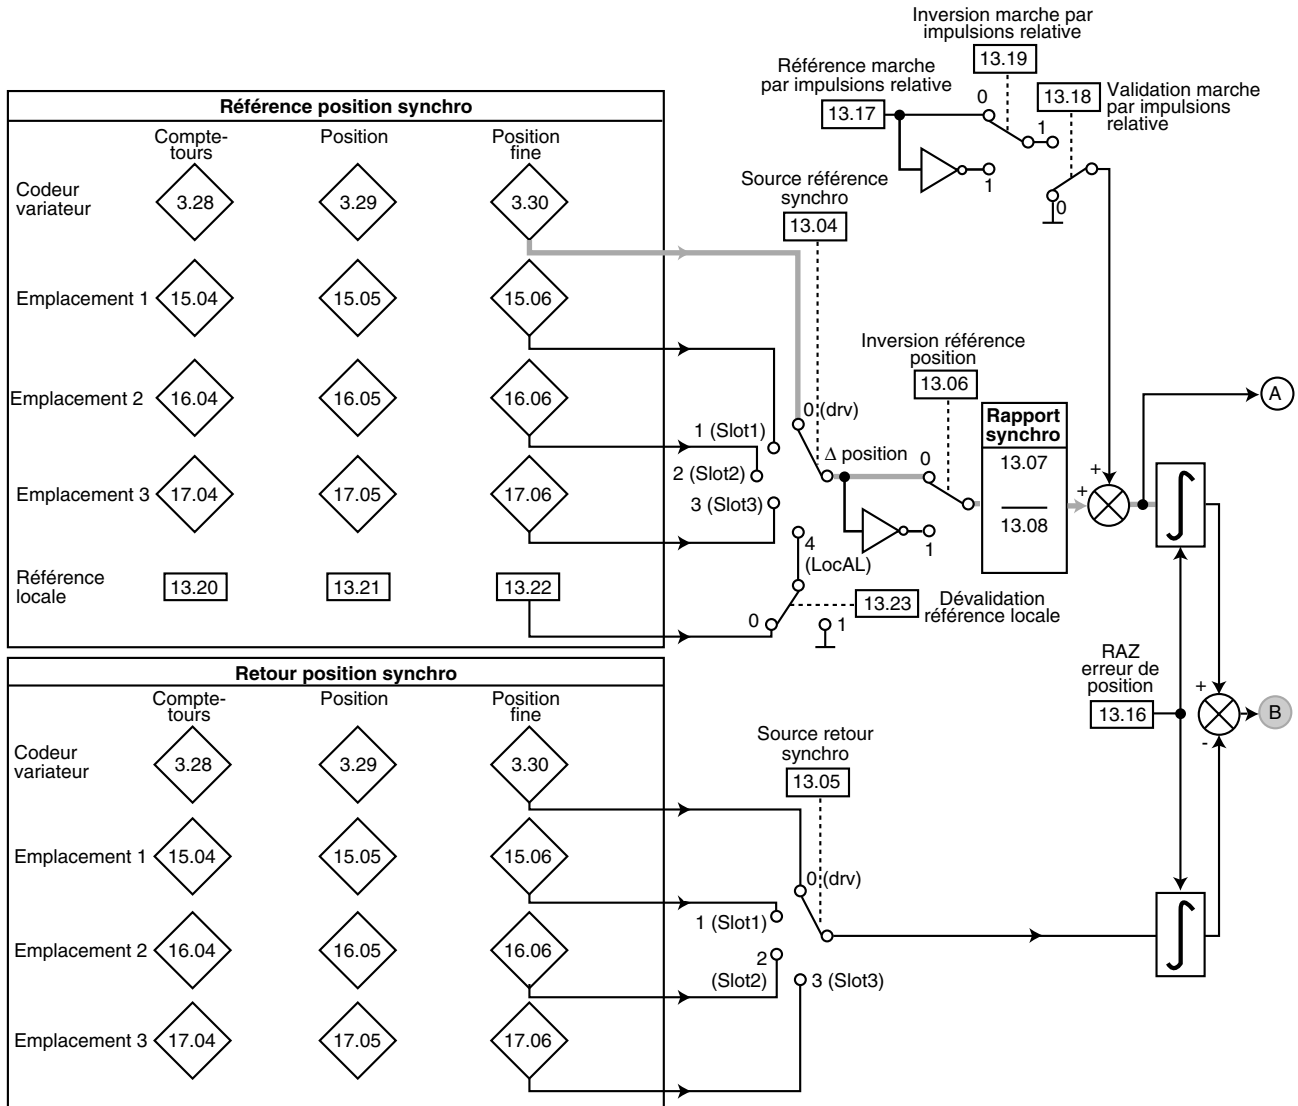 Inversion marche par
impulsions relative
13.19
Référence marche
par impulsions relative
13.17
0
1
1
13.18
Validation marche
par impulsions
relative
0
Référence position synchro
Compte-
tours
Position
Position
fine
Codeur
variateur
3.28
3.29
3.30
Emplacement 1
15.04
15.05
15.06
Emplacement 2
16.04
16.05
16.06
Emplacement 3
17.04
17.05
17.06
Référence
locale
13.20
13.21
13.22
Source référence
synchro
13.04
0 (drv)
1 (Slot1)
2 (Slot2)
3 (Slot3)
4
(LocAL)
0
1
13.23
Dévalidation
référence locale
Δ position
Inversion référence
position
13.06
0
1
Rapport
synchro
13.07
13.08
+
+
A
RAZ
erreur de
position
13.16
+
-
B
Retour position synchro
Compte-
tours
Position
Position
fine
Codeur
variateur
3.28
3.29
3.30
Emplacement 1
15.04
15.05
15.06
Emplacement 2
16.04
16.05
16.06
Emplacement 3
17.04
17.05
17.06
Source retour
synchro
13.05
0 (drv)
1 (Slot1)
2
(Slot2)
3 (Slot3)